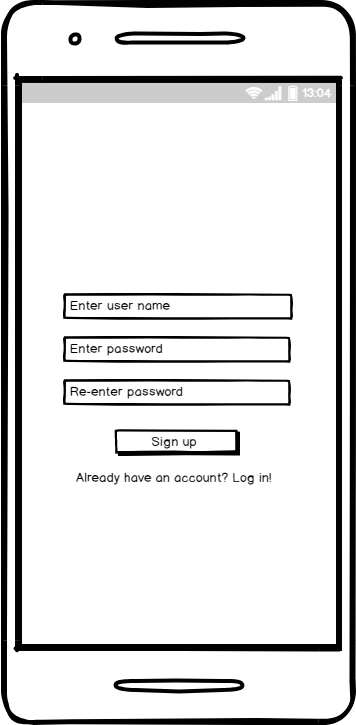 13:04
Enter user name
Enter password
Re-enter password
Sign up
Already have an account? Log in!